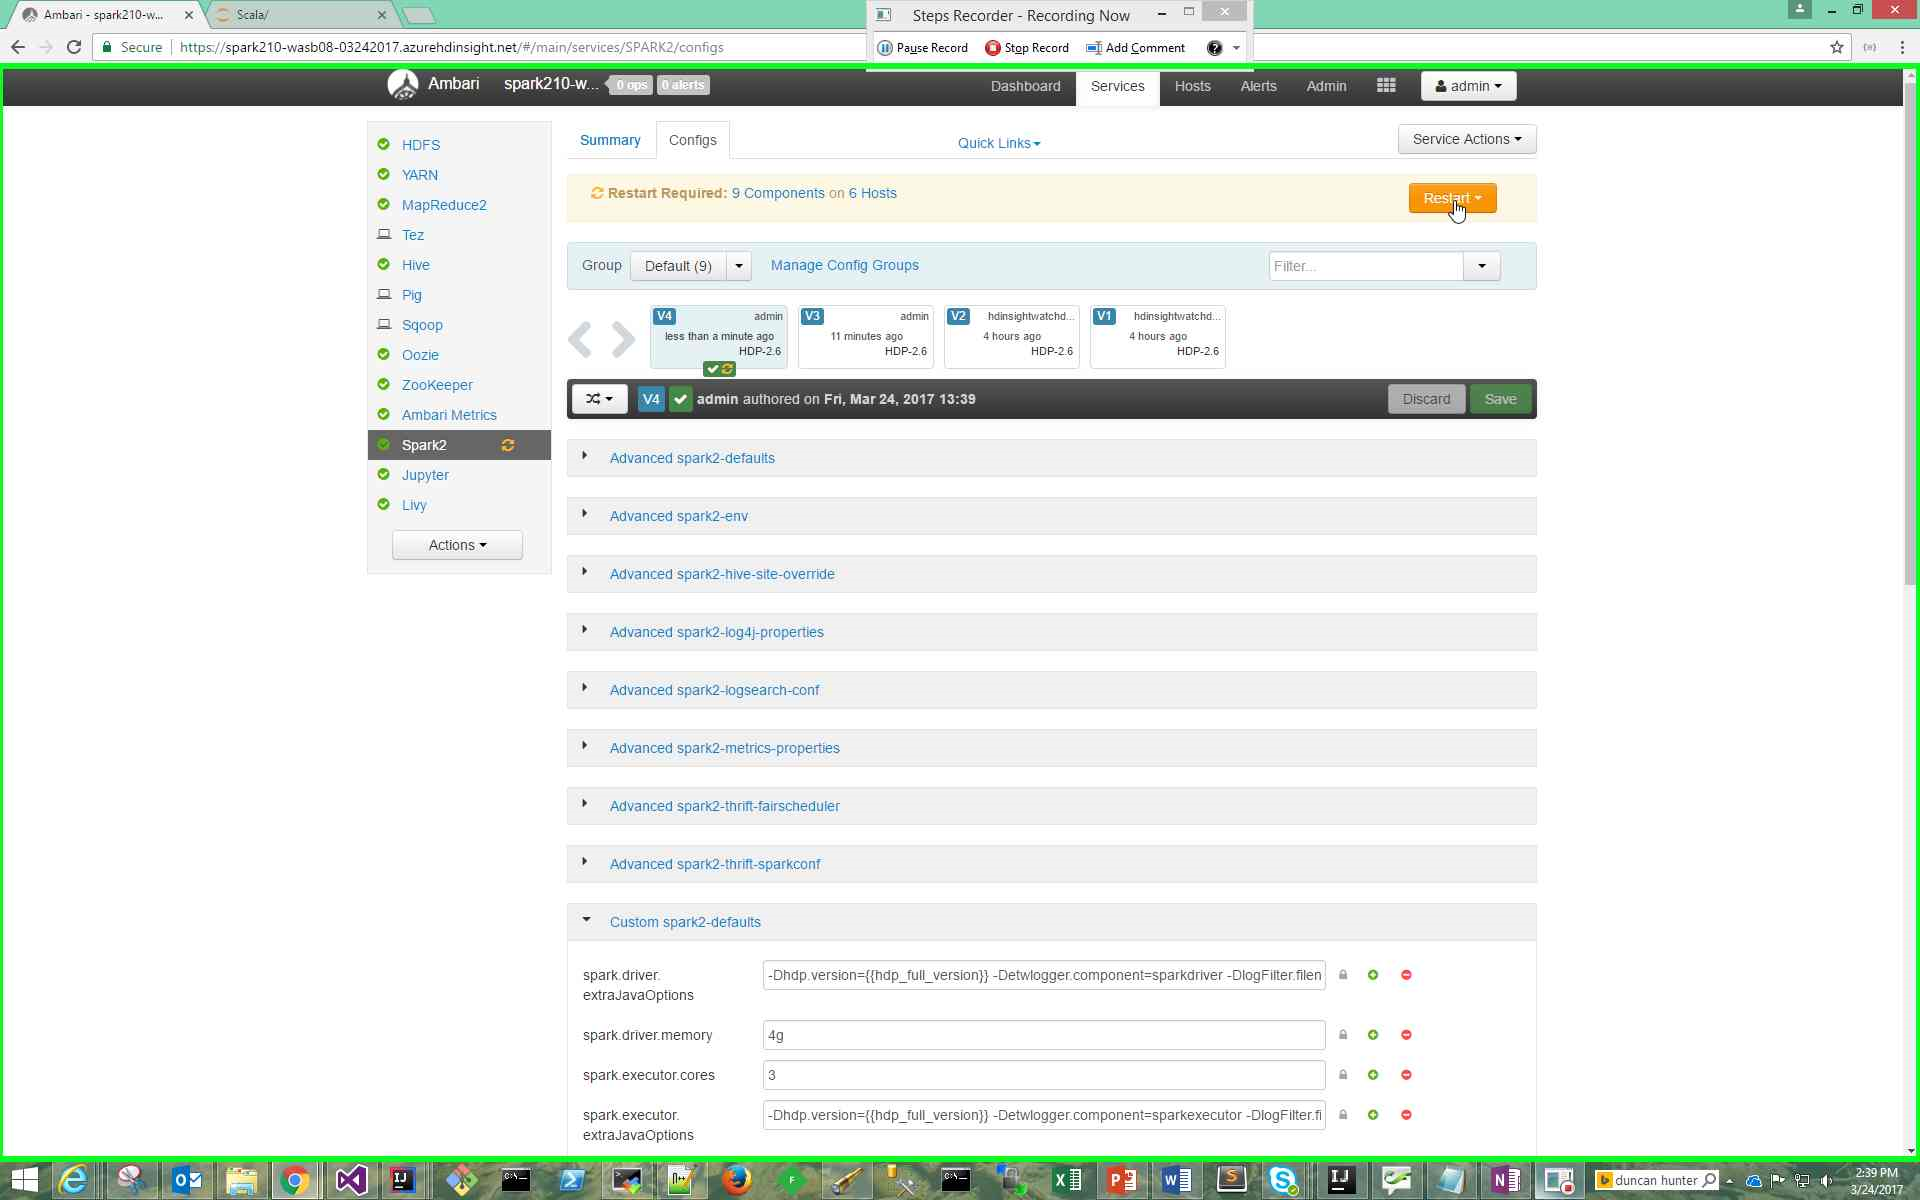 Ambari - spark210-w...
Scala/
Steps Recorder - Recording Now
Pause Record
Stop Record
Add Comment
Secure
https://spark210-wasb08-03242017.azurehdinsight.net/#/main/services/SPARK2/configs
Ambari
spark210-w...
0 ops
0 alerts
Dashboard
Services
Hosts
Alerts
Admin
admin
HDFS
YARN
MapReduce2
Tez
Hive
Pig
Sqoop
Oozie
ZooKeeper
Ambari Metrics
Spark2
Jupyter
Livy
Actions
Summary
Configs
Quick Links
Service Actions
Restart Required: 9 Components on 6 Hosts
Restart
Group
Default (9)
Manage Config Groups
Filter...
V4 admin
less than a minute ago
HDP-2.6
V3 admin
11 minutes ago
HDP-2.6
V2 hdinsightwatchd...
4 hours ago
HDP-2.6
V1 hdinsightwatchd...
4 hours ago
HDP-2.6
V4 admin authored on Fri, Mar 24, 2017 13:39
Discard
Save
Advanced spark2-defaults
Advanced spark2-env
Advanced spark2-hive-site-override
Advanced spark2-log4j-properties
Advanced spark2-logsearch-conf
Advanced spark2-metrics-properties
Advanced spark2-thrift-fairscheduler
Advanced spark2-thrift-sparkconf
Custom spark2-defaults
spark.driver.
extraJavaOptions
-Dhdp.version={{hdp_full_version}} -Detwlogger.component=sparkdriver -DlogFilter.filen
spark.driver.memory
4g
spark.executor.cores
3
spark.executor.
extraJavaOptions
-Dhdp.version={{hdp_full_version}} -Detwlogger.component=sparkexecutor -DlogFilter.fi
duncan hunter
2:39 PM
3/24/2017